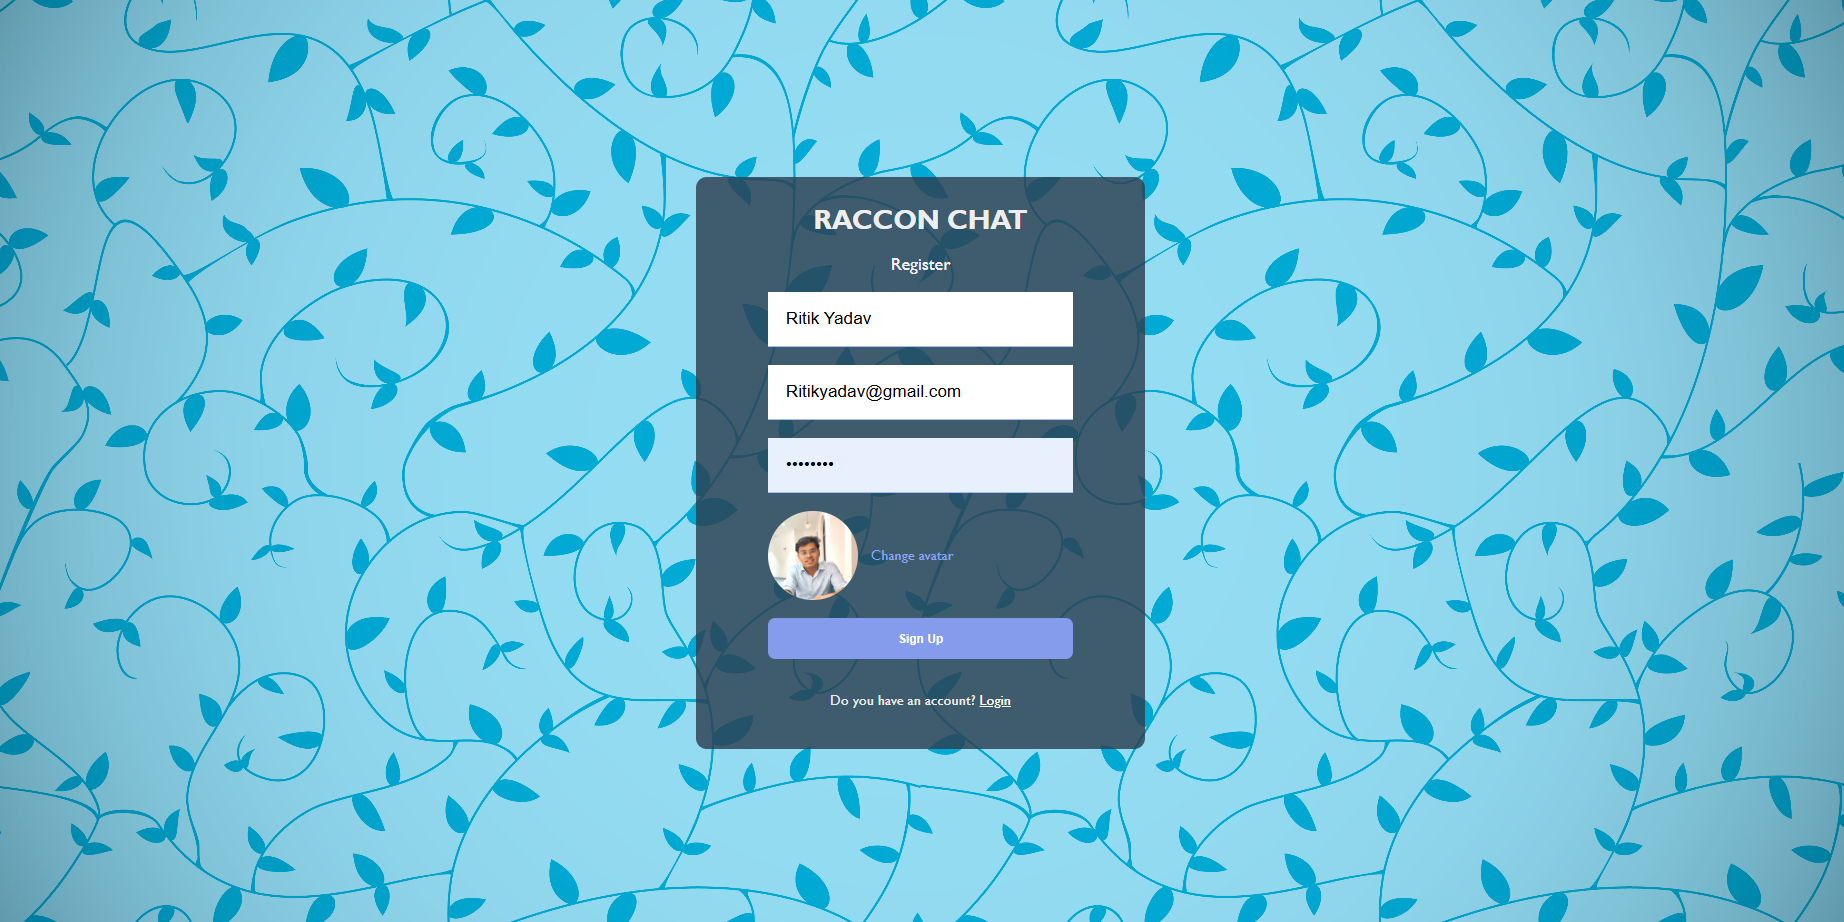 RACCON CHAT
Register
Ritik Yadav
Ritikyadav@gmail.com
••••••••
Change avatar
Sign Up
Do you have an account? Login